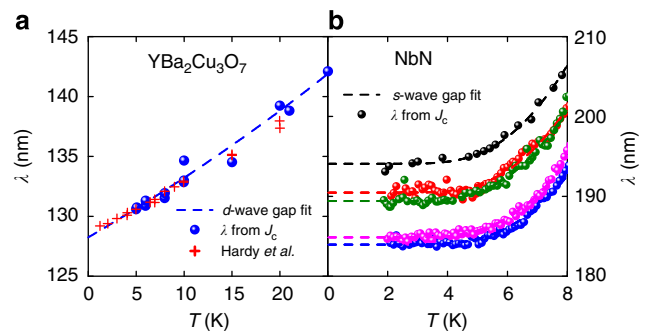 a
b
145
140
135
130
125
λ (nm)
YBa2Cu3O7
d-wave gap fit
λ from Jc
Hardy et al.
0
5
10
15
20
T (K)
NbN
s-wave gap fit
λ from Jc
210
200
190
180
λ (nm)
0
2
4
6
8
T (K)